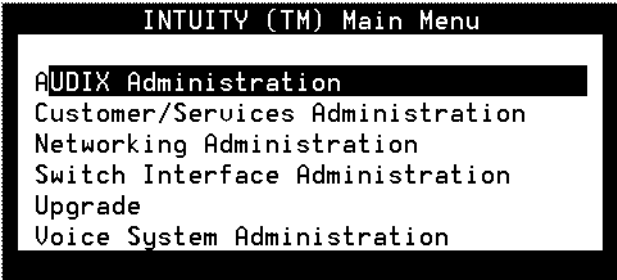 INTUITY (TM) Main Menu
AUDIX Administration
Customer/Services Administration
Networking Administration
Switch Interface Administration
Upgrade
Voice System Administration